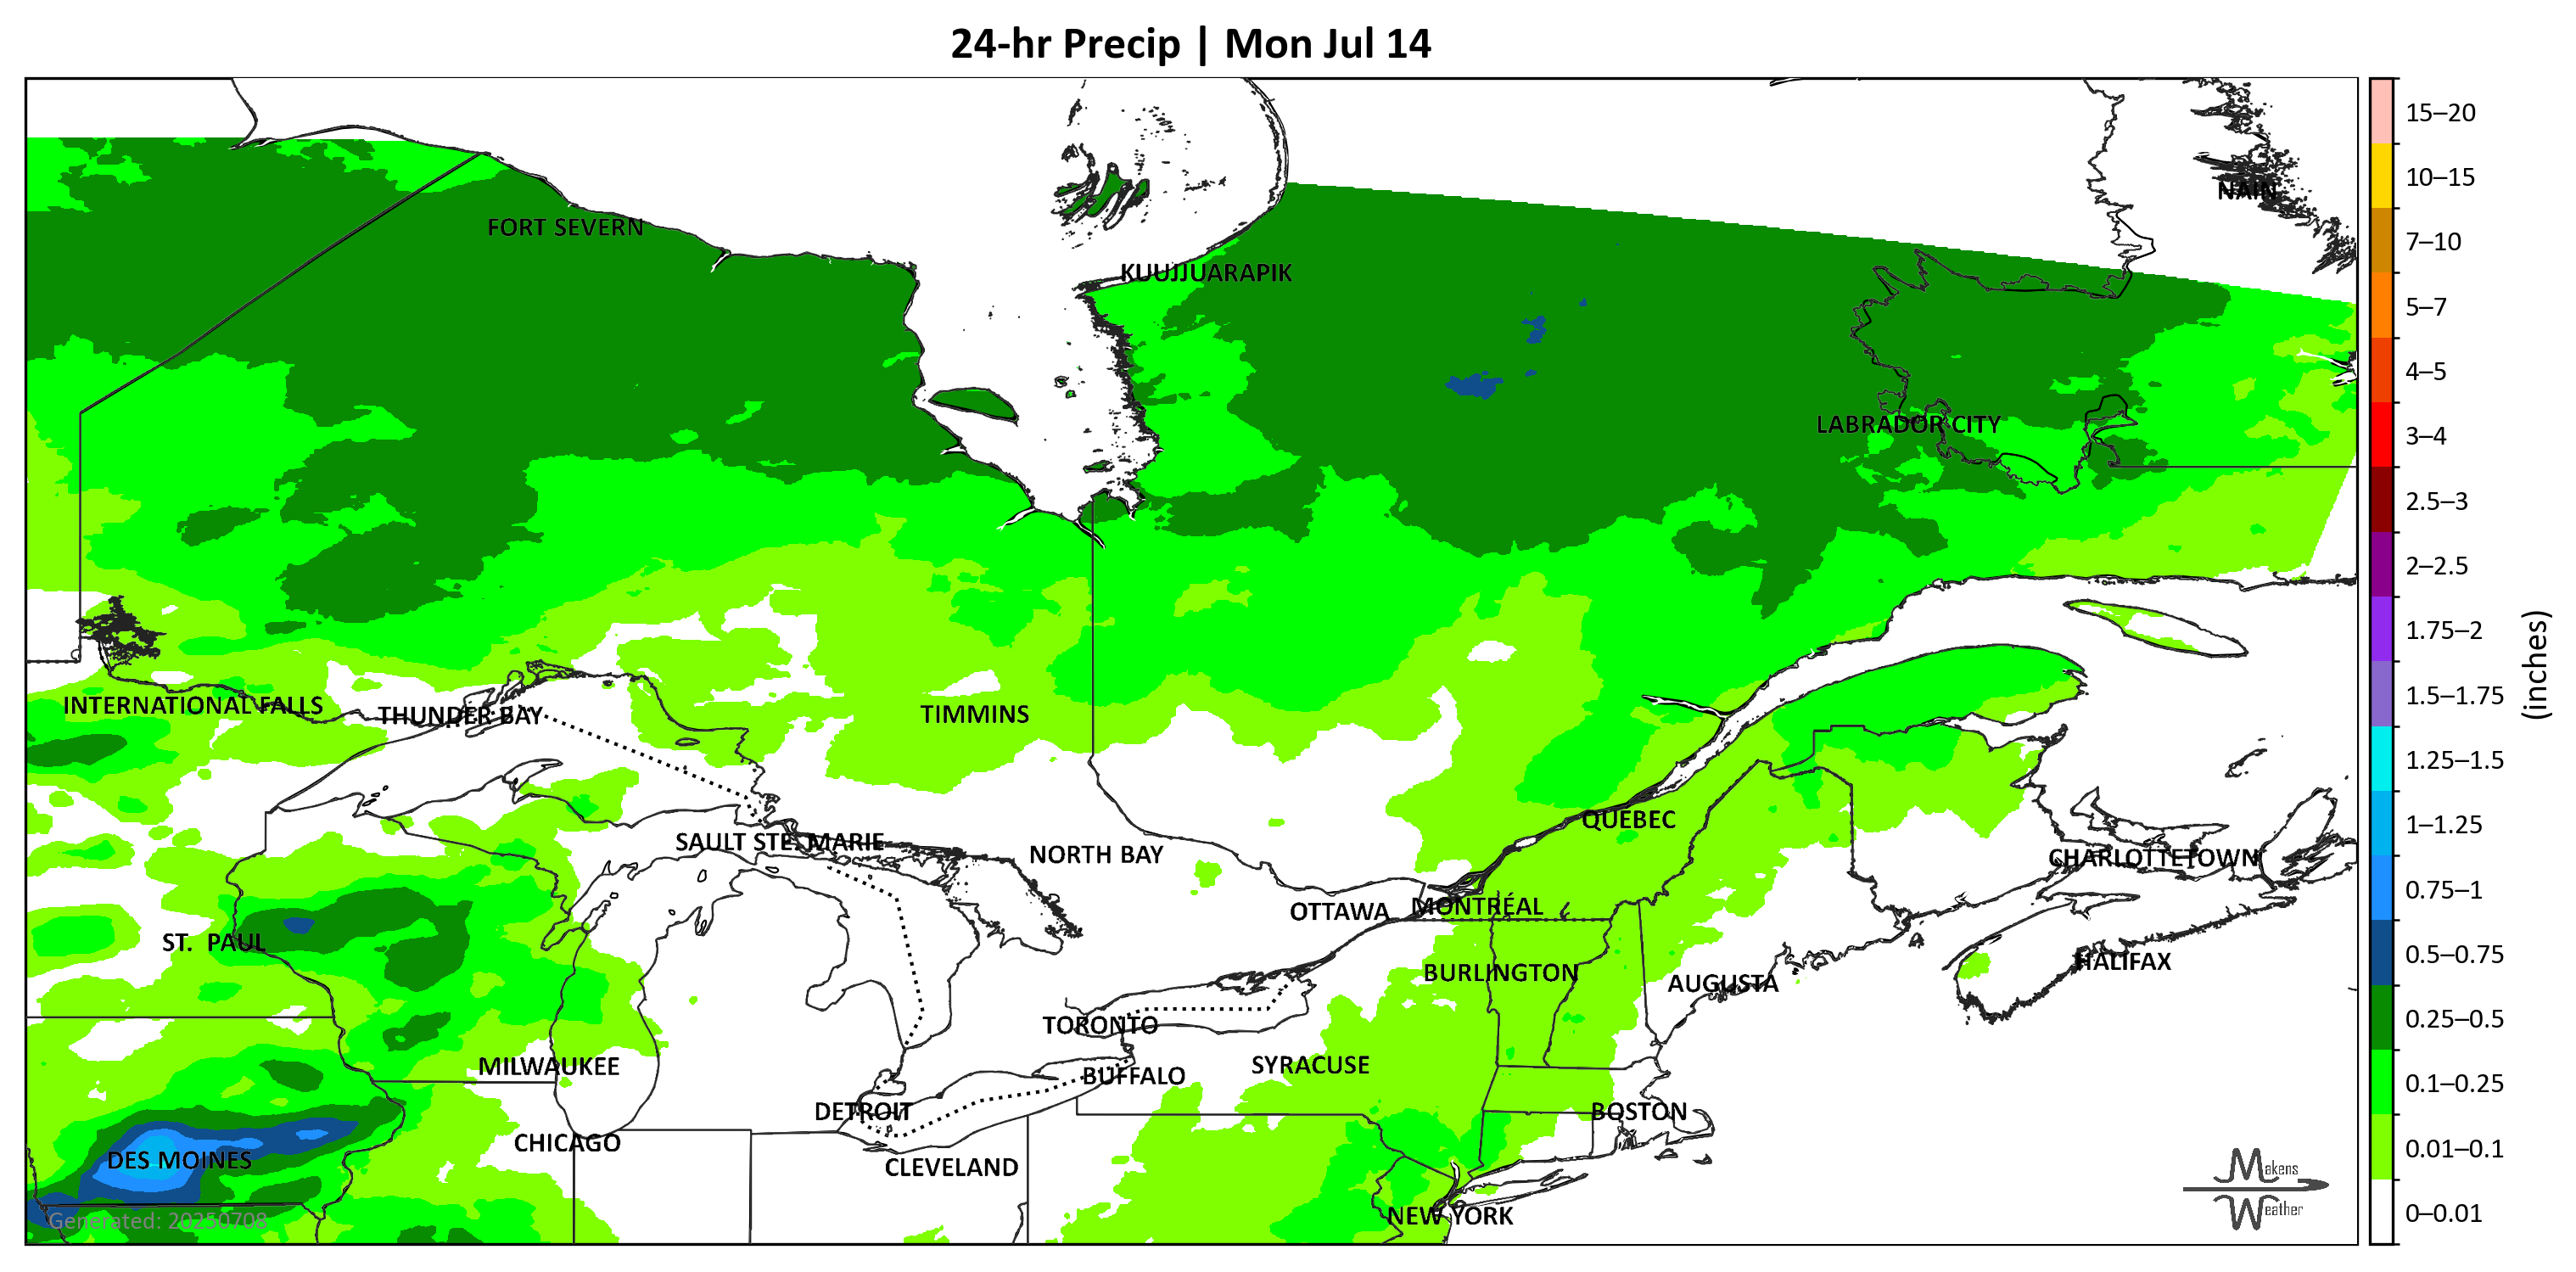 24-hr Precip | Mon Jul 14
NAIN
FORT SEVERN
KUUJJUARAPIK
LABRADOR CITY
INTERNATIONAL FALLS
THUNDER BAY
TIMMINS
QUÉBEC
SAULT STE. MARIE
NORTH BAY
CHARLOTTETOWN
OTTAWA
MONTRÉAL
ST. PAUL
HALIFAX
BURLINGTON
AUGUSTA
TORONTO
MILWAUKEE
SYRACUSE
BUFFALO
DETROIT
BOSTON
CHICAGO
DES MOINES
CLEVELAND
NEW YORK
Generated: 20250708
Makens
Weather
15–20
10–15
7–10
5–7
4–5
3–4
2.5–3
2–2.5
1.75–2
1.5–1.75
1.25–1.5
1–1.25
0.75–1
0.5–0.75
0.25–0.5
0.1–0.25
0.01–0.1
0–0.01
(inches)